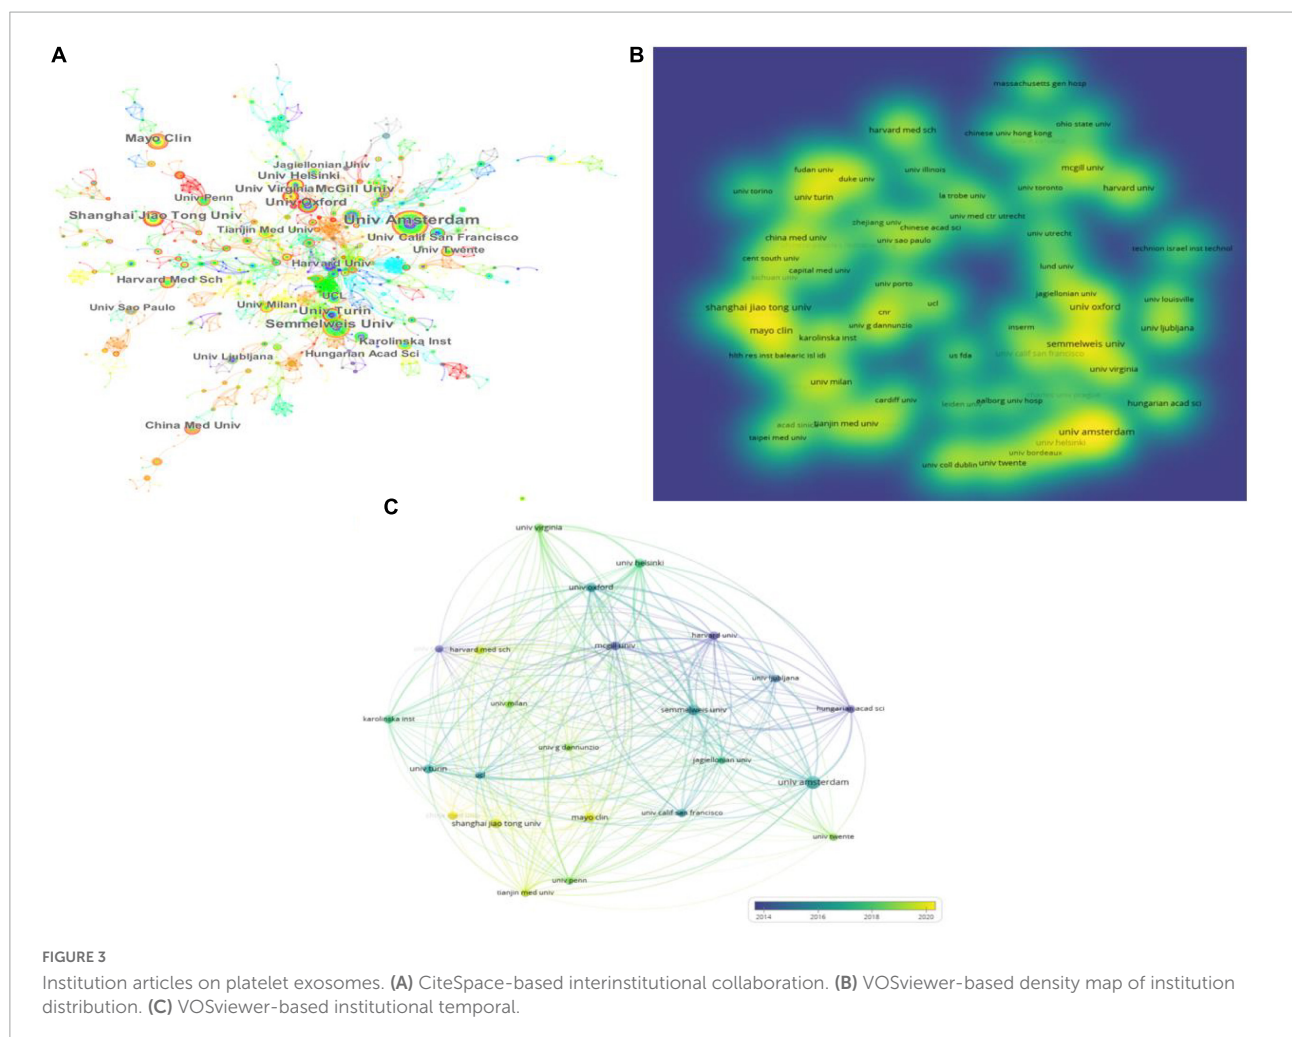 A
Mayo Clin
Jagiellonian Univ
Univ Helsinki
Univ Penn
Univ Virginia
McGill Univ
Univ Oxford
Shanghai Jiao Tong Univ
Univ Amsterdam
Tianjin Med Univ
Univ Calif San Francisco
Univ Twente
Harvard Univ
Harvard Med Sch
UCL
Univ Sao Paulo
Univ Milan
Univ Turin
Semmelweis Univ
Karolinska Inst
Univ Ljubljana
Hungarian Acad Sci
China Med Univ
B
massachusetts gen hosp
harvard med sch
chinese univ hong kong
ohio state univ
fudan univ
duke univ
univ illinois
mcgill univ
univ torino
univ turin
la trobe univ
univ toronto
harvard univ
zhejiang univ
chinese acad sci
univ med ctr utrecht
china med univ
univ sao paulo
univ utrecht
technion israel inst technol
cent south univ
capital med univ
lund univ
sichuan univ
univ porto
jagiellonian univ
shanghai jiao tong univ
ucl
univ oxford
univ louisville
cnr
mayo clin
univ g dannunzio
inserm
univ ljubljana
karolinska inst
semmelweis univ
hlth res inst balearic isl idi
us fda
univ calif san francisco
univ virginia
univ milan
cardiff univ
leiden univ
aalborg univ hosp
hungarian acad sci
acad sinica
tianjin med univ
taipei med univ
univ amsterdam
univ helsinki
univ bordeaux
univ coll dublin
univ twente
C
univ virginia
univ helsinki
univ oxford
harvard univ
mcgill univ
harvard med sch
univ ljubljana
univ milan
semmelweis univ
hungarian acad sci
karolinska inst
univ g dannunzio
jagiellonian univ
univ turin
ucl
univ amsterdam
shanghai jiao tong univ
mayo clin
univ calif san francisco
univ twente
univ penn
tianjin med univ
2014 2016 2018 2020
FIGURE 3
Institution articles on platelet exosomes. (A) CiteSpace-based interinstitutional collaboration. (B) VOSviewer-based density map of institution
distribution. (C) VOSviewer-based institutional temporal.